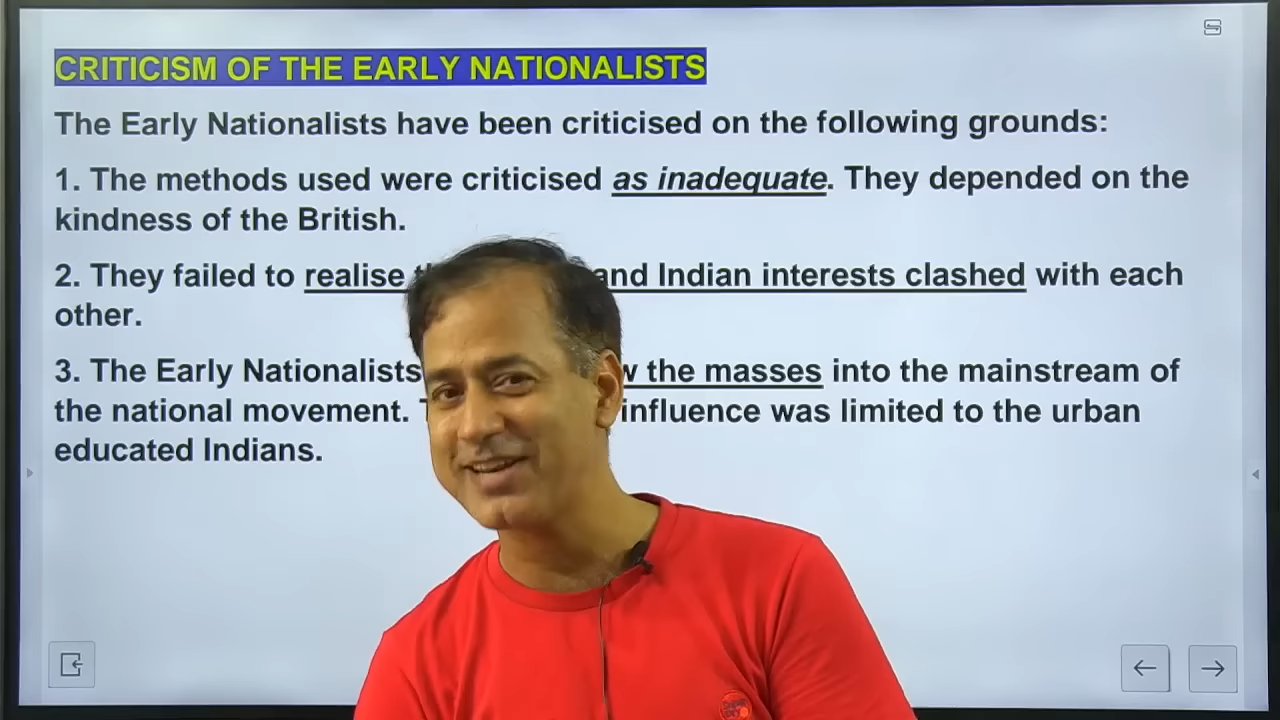 CRITICISM OF THE EARLY NATIONALISTS
The Early Nationalists have been criticised on the following grounds:
1. The methods used were criticised as inadequate. They depended on the
kindness of the British.
2. They failed to realise and Indian interests clashed with each
other.
3. The Early Nationalists the masses into the mainstream of
the national movement. influence was limited to the urban
educated Indians.